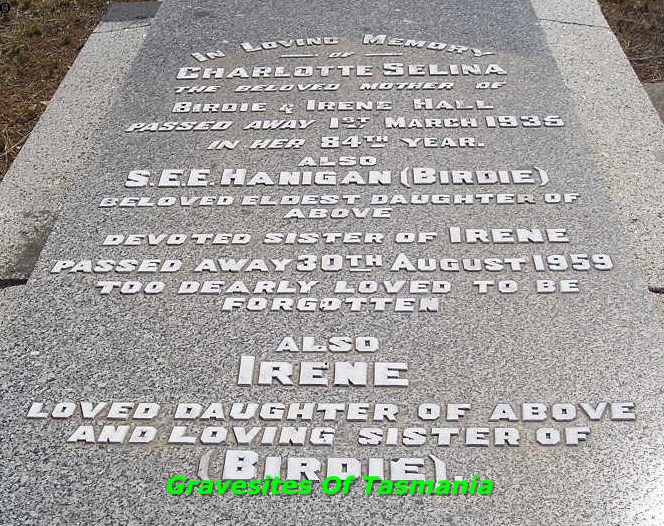 ©
IN LOVING MEMORY
— OF —
CHARLOTTE SELINA
THE BELOVED MOTHER OF
BIRDIE & IRENE HALL
PASSED AWAY 1ST MARCH 1935
IN HER 84TH YEAR.
ALSO
S.E.E. HANIGAN (BIRDIE)
BELOVED ELDEST DAUGHTER OF
ABOVE
DEVOTED SISTER OF IRENE
PASSED AWAY 30TH AUGUST 1959
TOO DEARLY LOVED TO BE
FORGOTTEN
ALSO
IRENE
LOVED DAUGHTER OF ABOVE
AND LOVING SISTER OF
(BIRDIE)
Gravesites Of Tasmania